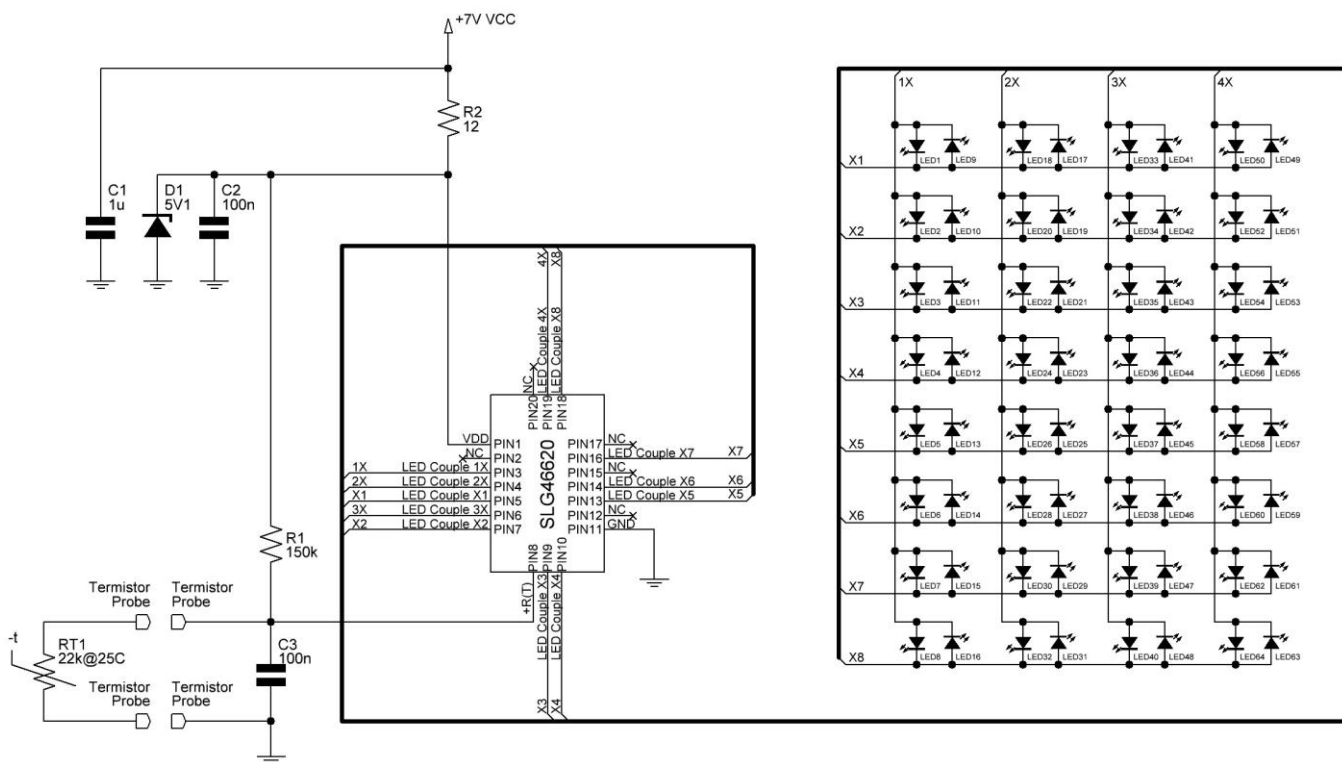 +7V VCC
R2
12
C1
1u
D1
5V1
C2
100n
R1
150k
Termistor
Probe
Termistor
Probe
-t
RT1
22k@25C
C3
100n
Termistor
Probe
Termistor
Probe
4X
X8
LED Couple 4X
LED Couple X8
NC
PIN20
PIN19
PIN18
VDD
PIN1
PIN17
NC
NC
PIN2
PIN16
LED Couple X7
X7
1X
LED Couple 1X
PIN3
PIN15
NC
2X
LED Couple 2X
PIN4
PIN14
LED Couple X6
X6
X1
LED Couple X1
PIN5
PIN13
LED Couple X5
X5
3X
LED Couple 3X
PIN6
PIN12
NC
X2
LED Couple X2
PIN7
PIN11
GND
SLG46620
PIN8
PIN9
PIN10
+R(T)
LED Couple X3
LED Couple X4
X3
X4
1X
2X
3X
4X
X1
LED1 LED9 LED18 LED17 LED33 LED41 LED50 LED49
X2
LED2 LED10 LED20 LED19 LED34 LED42 LED52 LED51
X3
LED3 LED11 LED22 LED21 LED35 LED43 LED54 LED53
X4
LED4 LED12 LED24 LED23 LED36 LED44 LED56 LED55
X5
LED5 LED13 LED26 LED25 LED37 LED45 LED58 LED57
X6
LED6 LED14 LED28 LED27 LED38 LED46 LED60 LED59
X7
LED7 LED15 LED30 LED29 LED39 LED47 LED62 LED61
X8
LED8 LED16 LED32 LED31 LED40 LED48 LED64 LED63